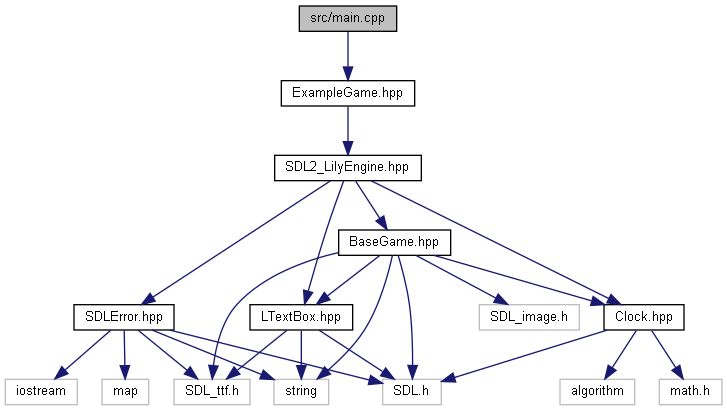 src/main.cpp
ExampleGame.hpp
SDL2_LilyEngine.hpp
BaseGame.hpp
SDLError.hpp
LTextBox.hpp
SDL_image.h
Clock.hpp
iostream
map
SDL_ttf.h
string
SDL.h
algorithm
math.h